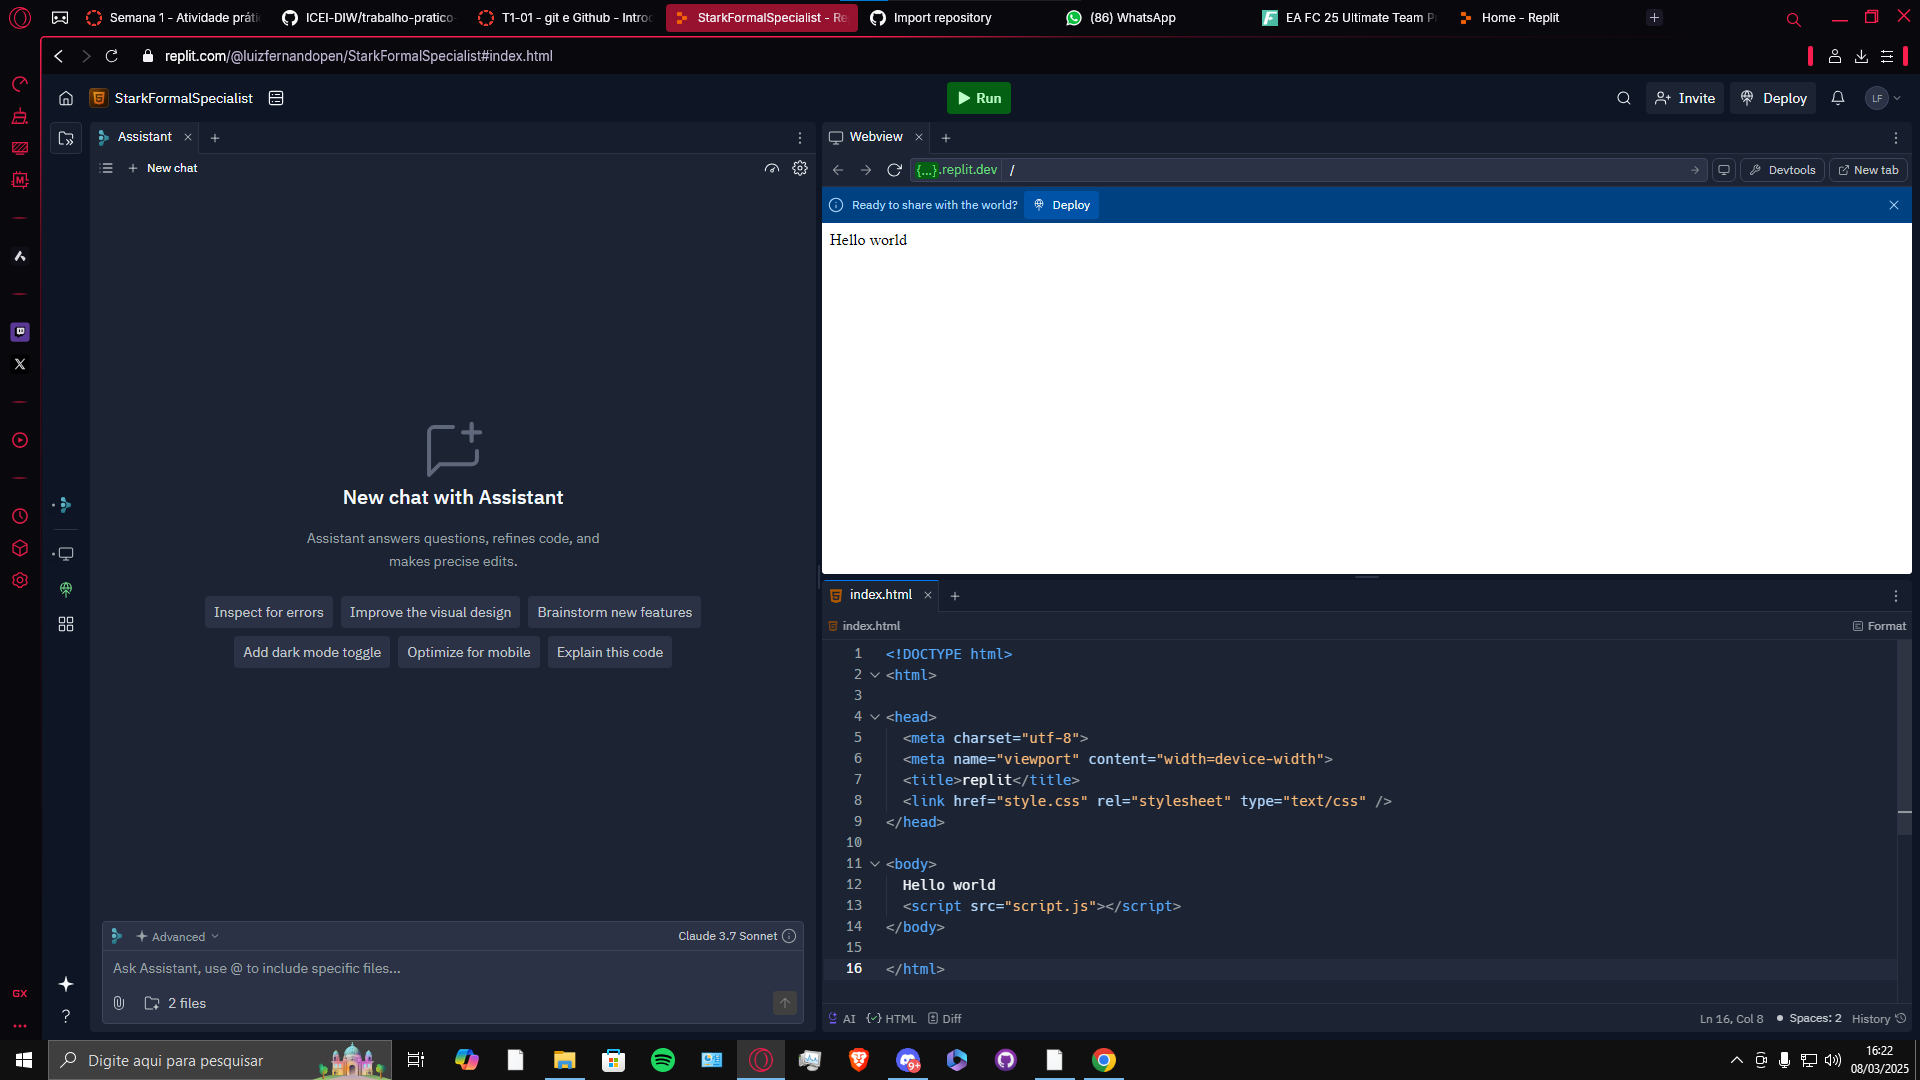 Semana 1 - Atividade práti
ICEI-DIW/trabalho-pratico-
T1-01 - git e Github - Introd
StarkFormalSpecialist - Re
Import repository
(86) WhatsApp
EA FC 25 Ultimate Team P
Home - Replit
replit.com/@luizfernandopen/StarkFormalSpecialist#index.html
StarkFormalSpecialist
Run
Invite
Deploy
LF
Assistant
New chat
Webview
{...}.replit.dev /
Devtools
New tab
Ready to share with the world?
Deploy
Hello world
New chat with Assistant
Assistant answers questions, refines code, and
makes precise edits.
Inspect for errors
Improve the visual design
Brainstorm new features
Add dark mode toggle
Optimize for mobile
Explain this code
Advanced
Claude 3.7 Sonnet
Ask Assistant, use @ to include specific files...
2 files
index.html
index.html
Format
1 <!DOCTYPE html>
2 <html>
3
4 <head>
5 <meta charset="utf-8">
6 <meta name="viewport" content="width=device-width">
7 <title>replit</title>
8 <link href="style.css" rel="stylesheet" type="text/css" />
9 </head>
10
11 <body>
12 Hello world
13 <script src="script.js"></script>
14 </body>
15
16 </html>
AI
HTML
Diff
Ln 16, Col 8
Spaces: 2
History
GX
?
Digite aqui para pesquisar
9+
16:22
08/03/2025